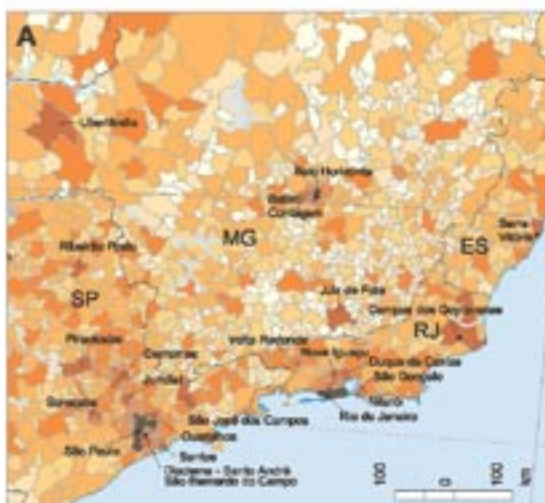 A
Uberlândia
Belo Horizonte
Betim
Contagem
MG
ES
Serra
Vitória
Ribeirão Preto
SP
Juiz de Fora
Campos dos Goytacazes
RJ
Piracicaba
Volta Redonda
Nova Iguaçu
Campinas
Duque de Caxias
Jundiaí
São Gonçalo
Sorocaba
Niterói
São José dos Campos
Rio de Janeiro
Guarulhos
São Paulo
Santos
Diadema - Santo André
São Bernardo do Campo
100 0 100 km